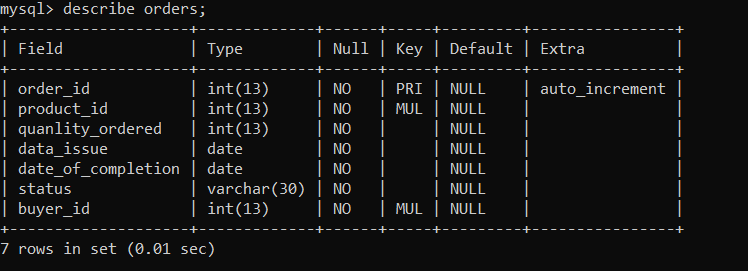 mysql> describe orders;
+--------------------+-------------+------+-----+---------+----------------+
| Field              | Type        | Null | Key | Default | Extra          |
+--------------------+-------------+------+-----+---------+----------------+
| order_id           | int(13)     | NO   | PRI | NULL    | auto_increment |
| product_id         | int(13)     | NO   | MUL | NULL    |                |
| quanlity_ordered   | int(13)     | NO   |     | NULL    |                |
| data_issue         | date        | NO   |     | NULL    |                |
| date_of_completion | date        | NO   |     | NULL    |                |
| status             | varchar(30) | NO   |     | NULL    |                |
| buyer_id           | int(13)     | NO   | MUL | NULL    |                |
+--------------------+-------------+------+-----+---------+----------------+
7 rows in set (0.01 sec)